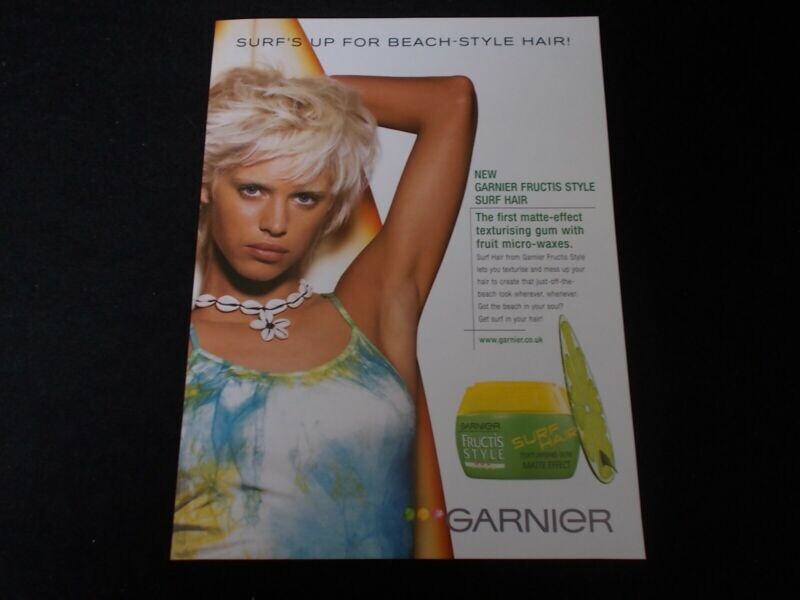 SURF'S UP FOR BEACH-STYLE HAIR!
NEW
GARNIER FRUCTIS STYLE
SURF HAIR
The first matte-effect
texturising gum with
fruit micro-waxes.
Surf Hair from Garnier Fructis Style
lets you texturise and mess up your
hair to create that just-off-the-
beach look wherever, whenever.
Got the beach in your soul?
Get surf in your hair!
www.garnier.co.uk
GARNIER
FRUCTIS
STYLE
SURF
HAIR
TEXTURISING GUM
MATTE EFFECT
GARNIER